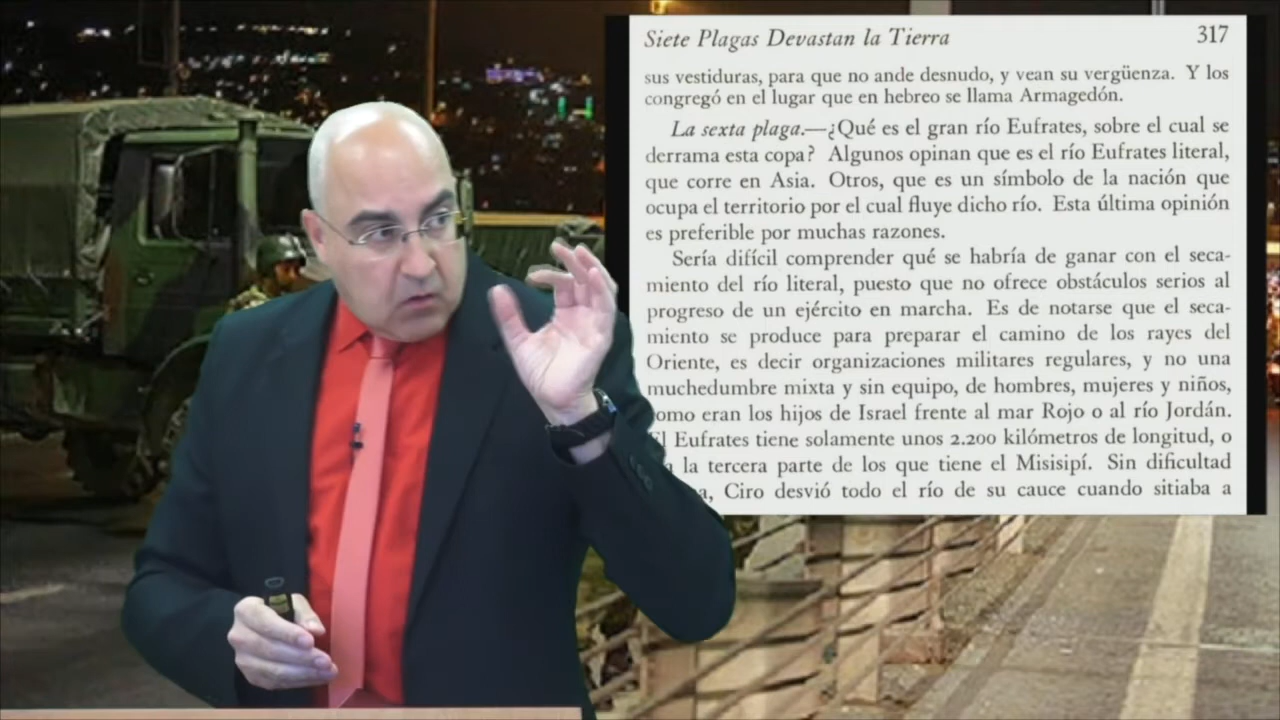 Siete Plagas Devastan la Tierra 317
sus vestiduras, para que no ande desnudo, y vean su vergüenza. Y los
congregó en el lugar que en hebreo se llama Armagedón.
La sexta plaga.—¿Qué es el gran río Eufrates, sobre el cual se
derrama esta copa? Algunos opinan que es el río Eufrates literal,
que corre en Asia. Otros, que es un símbolo de la nación que
ocupa el territorio por el cual fluye dicho río. Esta última opinión
es preferible por muchas razones.
Sería difícil comprender qué se habría de ganar con el seca-
miento del río literal, puesto que no ofrece obstáculos serios al
progreso de un ejército en marcha. Es de notarse que el seca-
miento se produce para preparar el camino de los rayes del
Oriente, es decir organizaciones militares regulares, y no una
muchedumbre mixta y sin equipo, de hombres, mujeres y niños,
como eran los hijos de Israel frente al mar Rojo o al río Jordán.
El Eufrates tiene solamente unos 2.200 kilómetros de longitud, o
la tercera parte de los que tiene el Misisipí. Sin dificultad
Ciro desvió todo el río de su cauce cuando sitiaba a